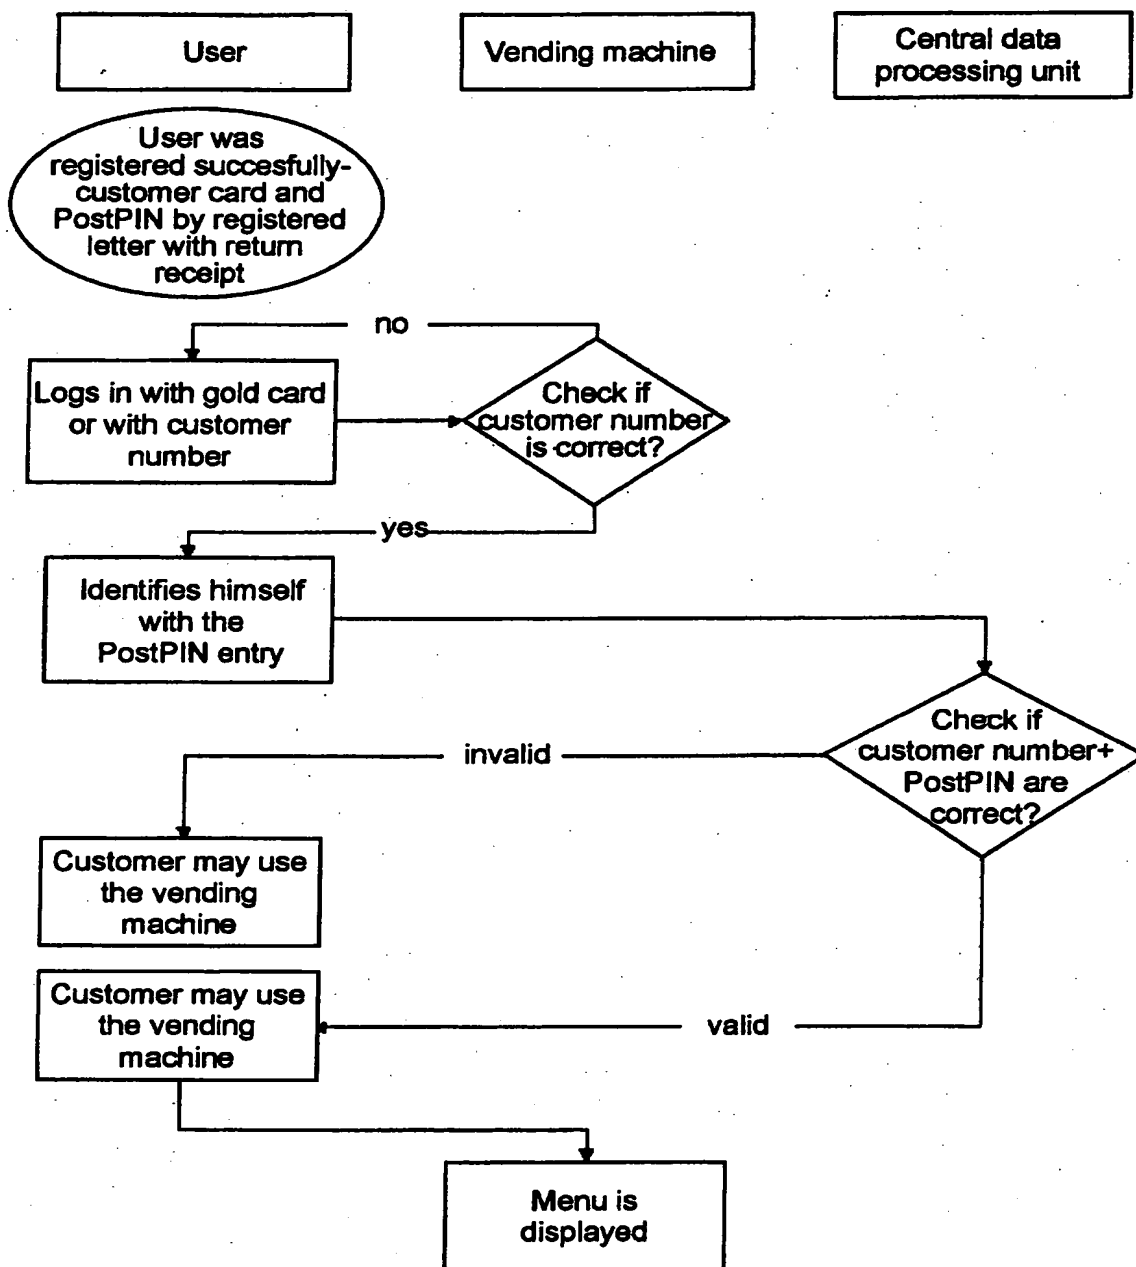 User
Vending machine
Central data
processing unit
User was
registered succesfully-
customer card and
PostPIN by registered
letter with return
receipt
no
Logs in with gold card
or with customer
number
Check if
customer number
is correct?
yes
Identifies himself
with the
PostPIN entry
Check if
customer number+
PostPIN are
correct?
invalid
Customer may use
the vending
machine
Customer may use
the vending
machine
valid
Menu is
displayed